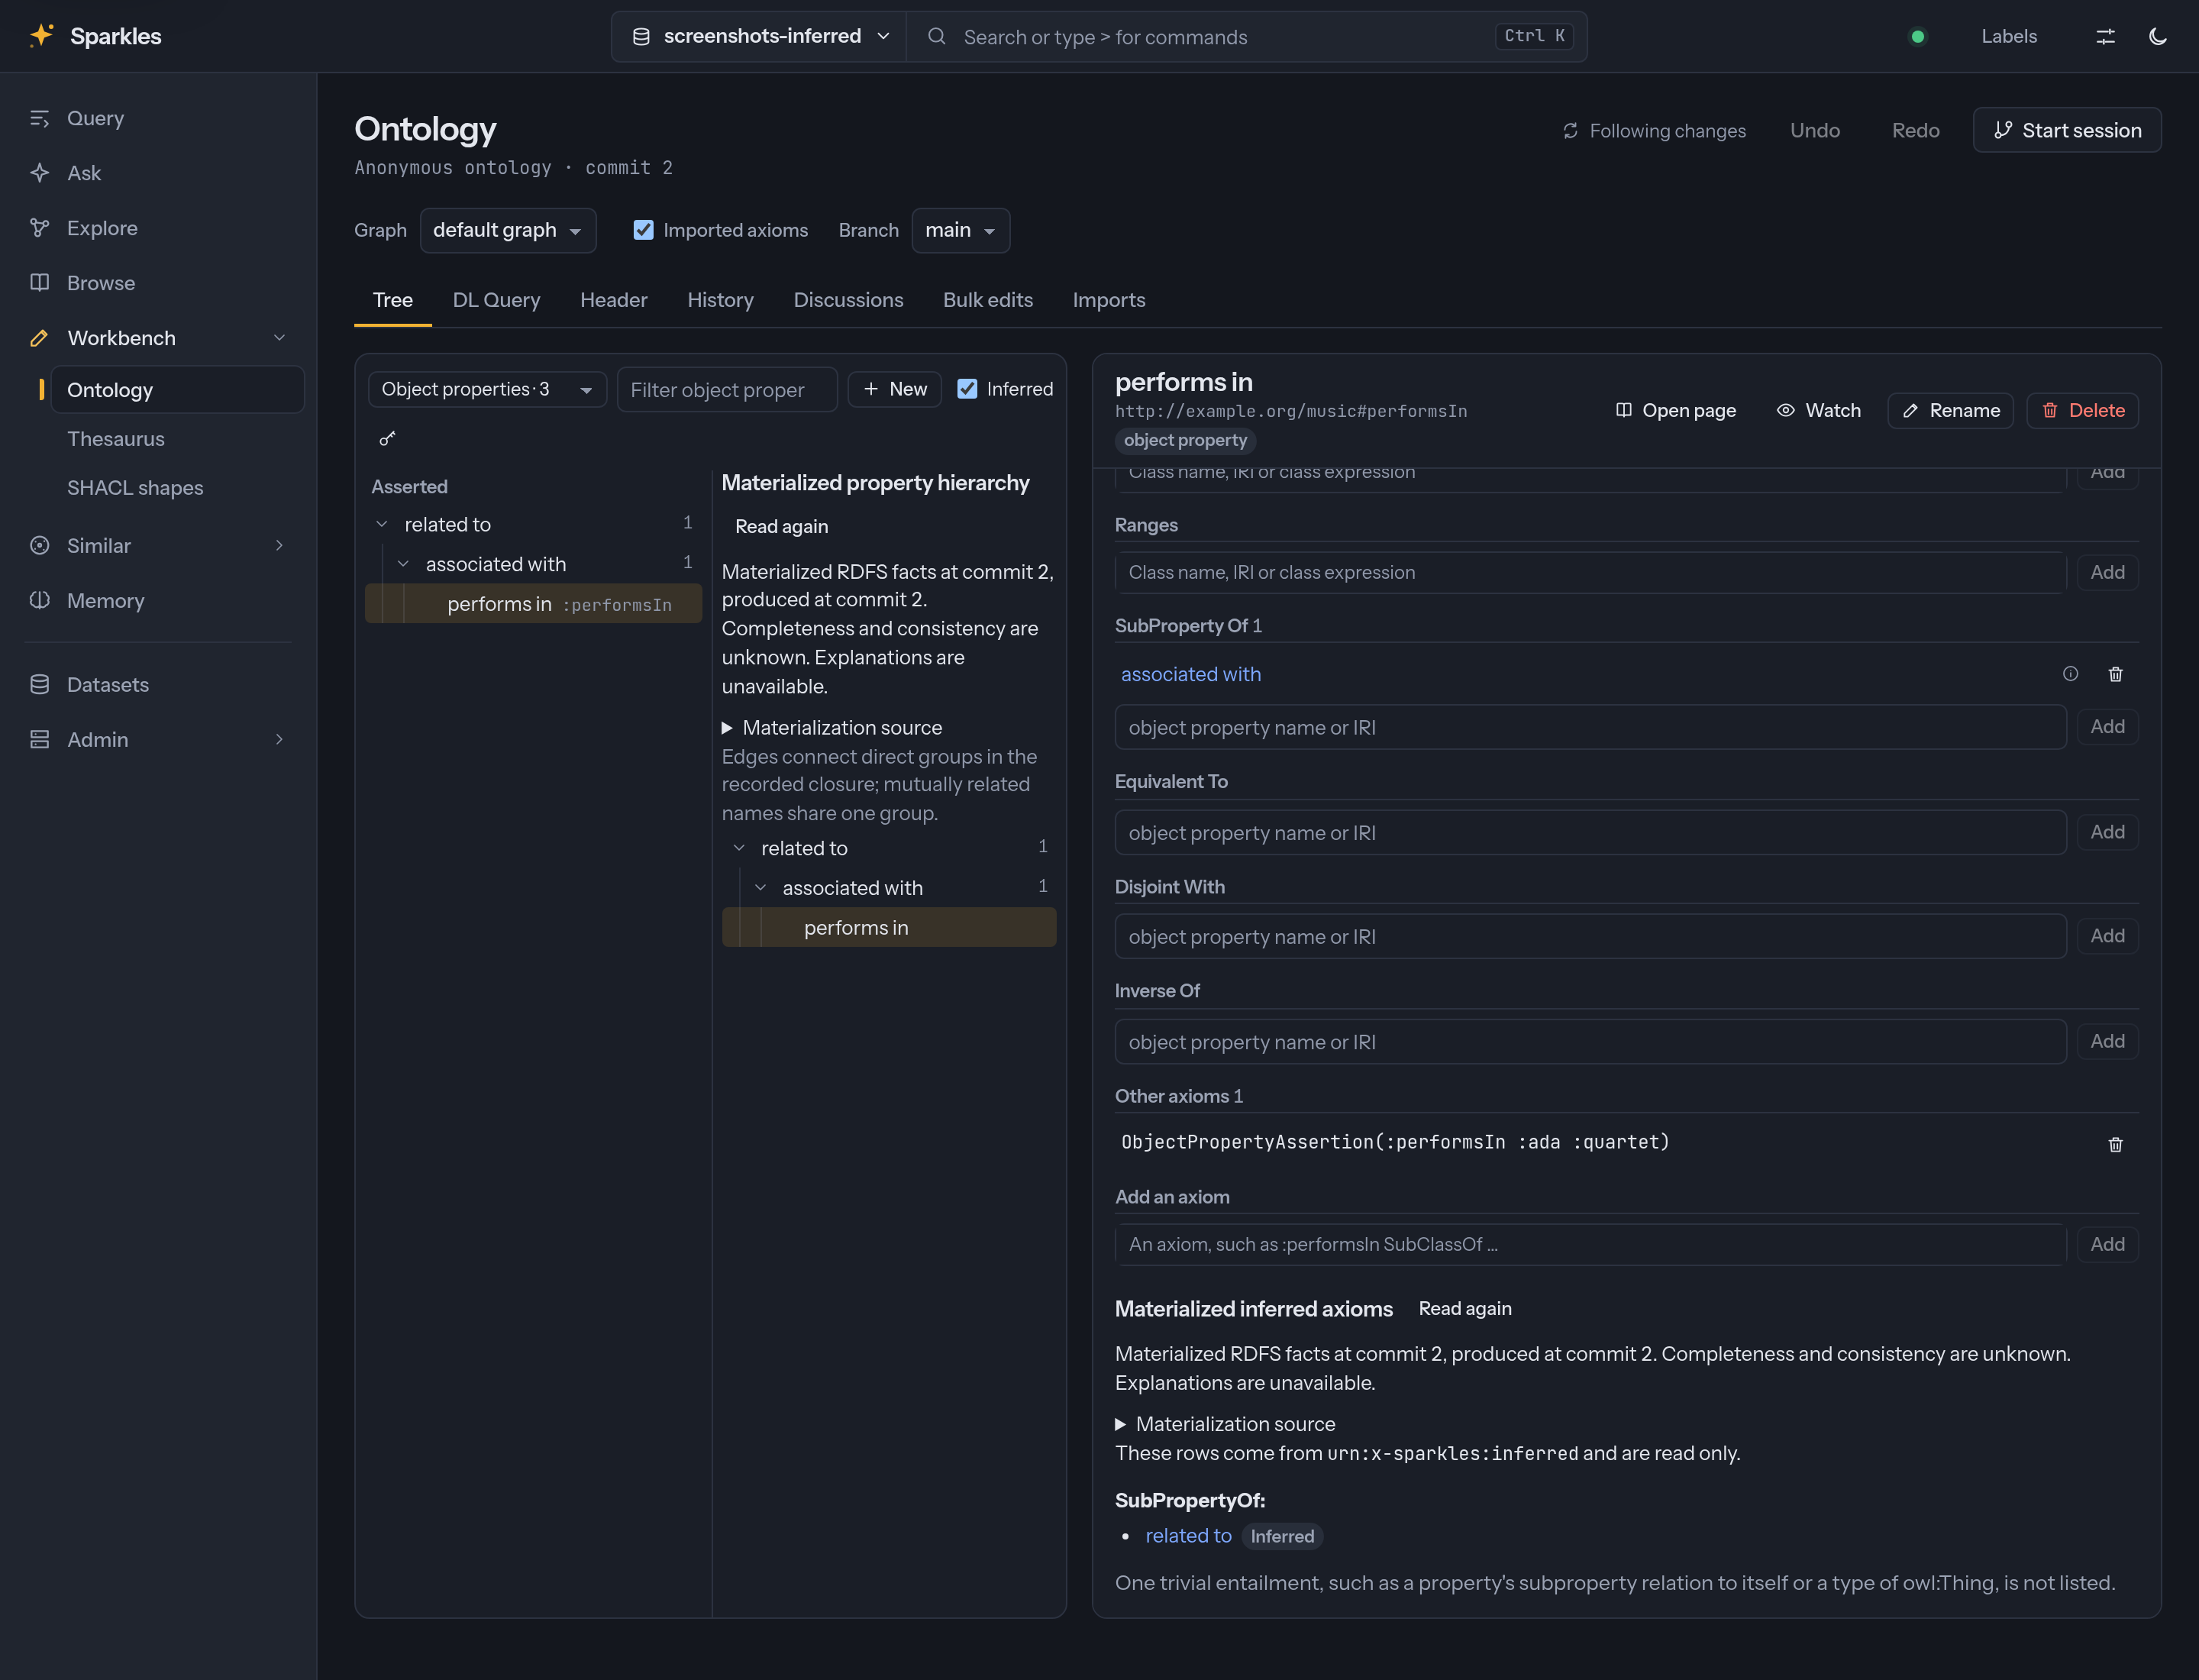 Sparkles
screenshots-inferred
Search or type > for commands
Ctrl K
Labels
Query
Ask
Explore
Browse
Workbench
Ontology
Thesaurus
SHACL shapes
Similar
Memory
Datasets
Admin
Ontology
Anonymous ontology · commit 2
Following changes
Undo
Redo
Start session
Graph
default graph
Imported axioms
Branch
main
Tree
DL Query
Header
History
Discussions
Bulk edits
Imports
Object properties · 3
Filter object proper
New
Inferred
Asserted
related to 1
associated with 1
performs in :performsIn
Materialized property hierarchy
Read again
Materialized RDFS facts at commit 2,
produced at commit 2.
Completeness and consistency are
unknown. Explanations are
unavailable.
Materialization source
Edges connect direct groups in the
recorded closure; mutually related
names share one group.
related to 1
associated with 1
performs in
performs in
http://example.org/music#performsIn
object property
Open page
Watch
Rename
Delete
Class name, IRI or class expression
Add
Ranges
Class name, IRI or class expression
Add
SubProperty Of 1
associated with
object property name or IRI
Add
Equivalent To
object property name or IRI
Add
Disjoint With
object property name or IRI
Add
Inverse Of
object property name or IRI
Add
Other axioms 1
ObjectPropertyAssertion(:performsIn :ada :quartet)
Add an axiom
An axiom, such as :performsIn SubClassOf ...
Add
Materialized inferred axioms
Read again
Materialized RDFS facts at commit 2, produced at commit 2. Completeness and consistency are unknown.
Explanations are unavailable.
Materialization source
These rows come from urn:x-sparkles:inferred and are read only.
SubPropertyOf:
related to Inferred
One trivial entailment, such as a property's subproperty relation to itself or a type of owl:Thing, is not listed.